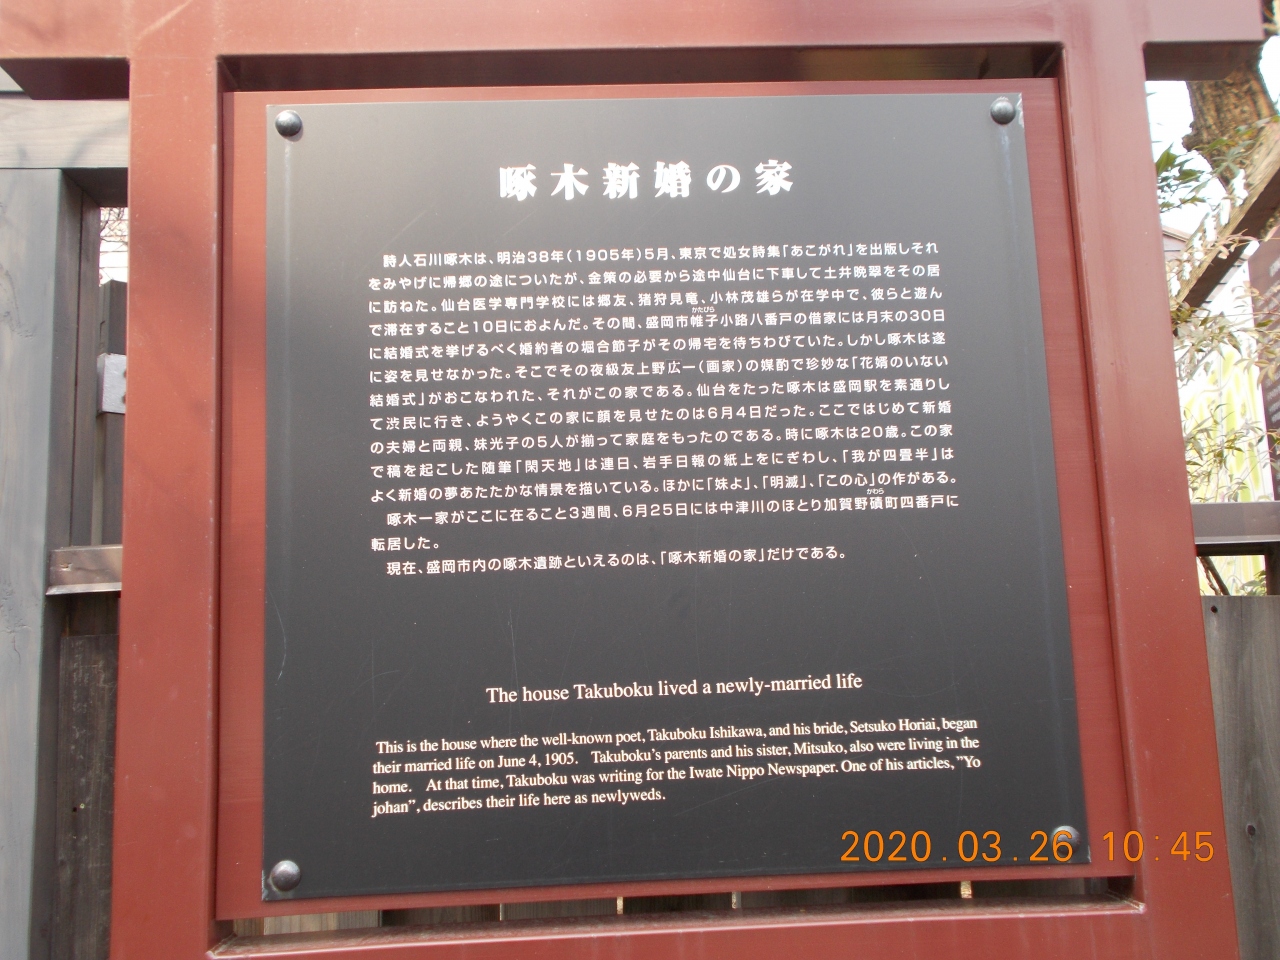 啄木新婚の家
詩人石川啄木は、明治38年(1905年)5月、東京で処女詩集「あこがれ」を出版しそれ
をみやげに帰郷の途についたが、金策の必要から途中仙台に下車して土井晩翠をその居
に訪ねた。仙台医学専門学校には郷友、猪狩見竜、小林茂雄らが在学中で、彼らと遊ん
かたびら
で滞在すること10日におよんだ。その間、盛岡市帷子小路八番戸の借家には月末の30日
に結婚式を挙げるべく婚約者の堀合節子がその帰宅を待ちわびていた。しかし啄木は遂
に姿を見せなかった。そこでその夜級友上野広一(画家)の媒酌で珍妙な「花婿のいない
結婚式」がおこなわれた、それがこの家である。仙台をたった啄木は盛岡駅を素通りし
て渋民に行き、ようやくこの家に顔を見せたのは6月4日だった。ここではじめて新婚
の夫婦と両親、妹光子の5人が揃って家庭をもったのである。時に啄木は20歳。この家
で稿を起こした随筆「閑天地」は連日、岩手日報の紙上をにぎわし、「我が四畳半」は
よく新婚の夢あたたかな情景を描いている。ほかに「妹よ」、「明滅」、「この心」の作がある。
かわら
啄木一家がここに在ること3週間、6月25日には中津川のほとり加賀野磧町四番戸に
転居した。
現在、盛岡市内の啄木遺跡といえるのは、「啄木新婚の家」だけである。
The house Takuboku lived a newly-married life
This is the house where the well-known poet, Takuboku Ishikawa, and his bride, Setsuko Horiai, began
their married life on June 4, 1905. Takuboku's parents and his sister, Mitsuko, also were living in the
home. At that time, Takuboku was writing for the Iwate Nippo Newspaper. One of his articles, "Yo
johan", describes their life here as newlyweds.
2020.03.26 10:45